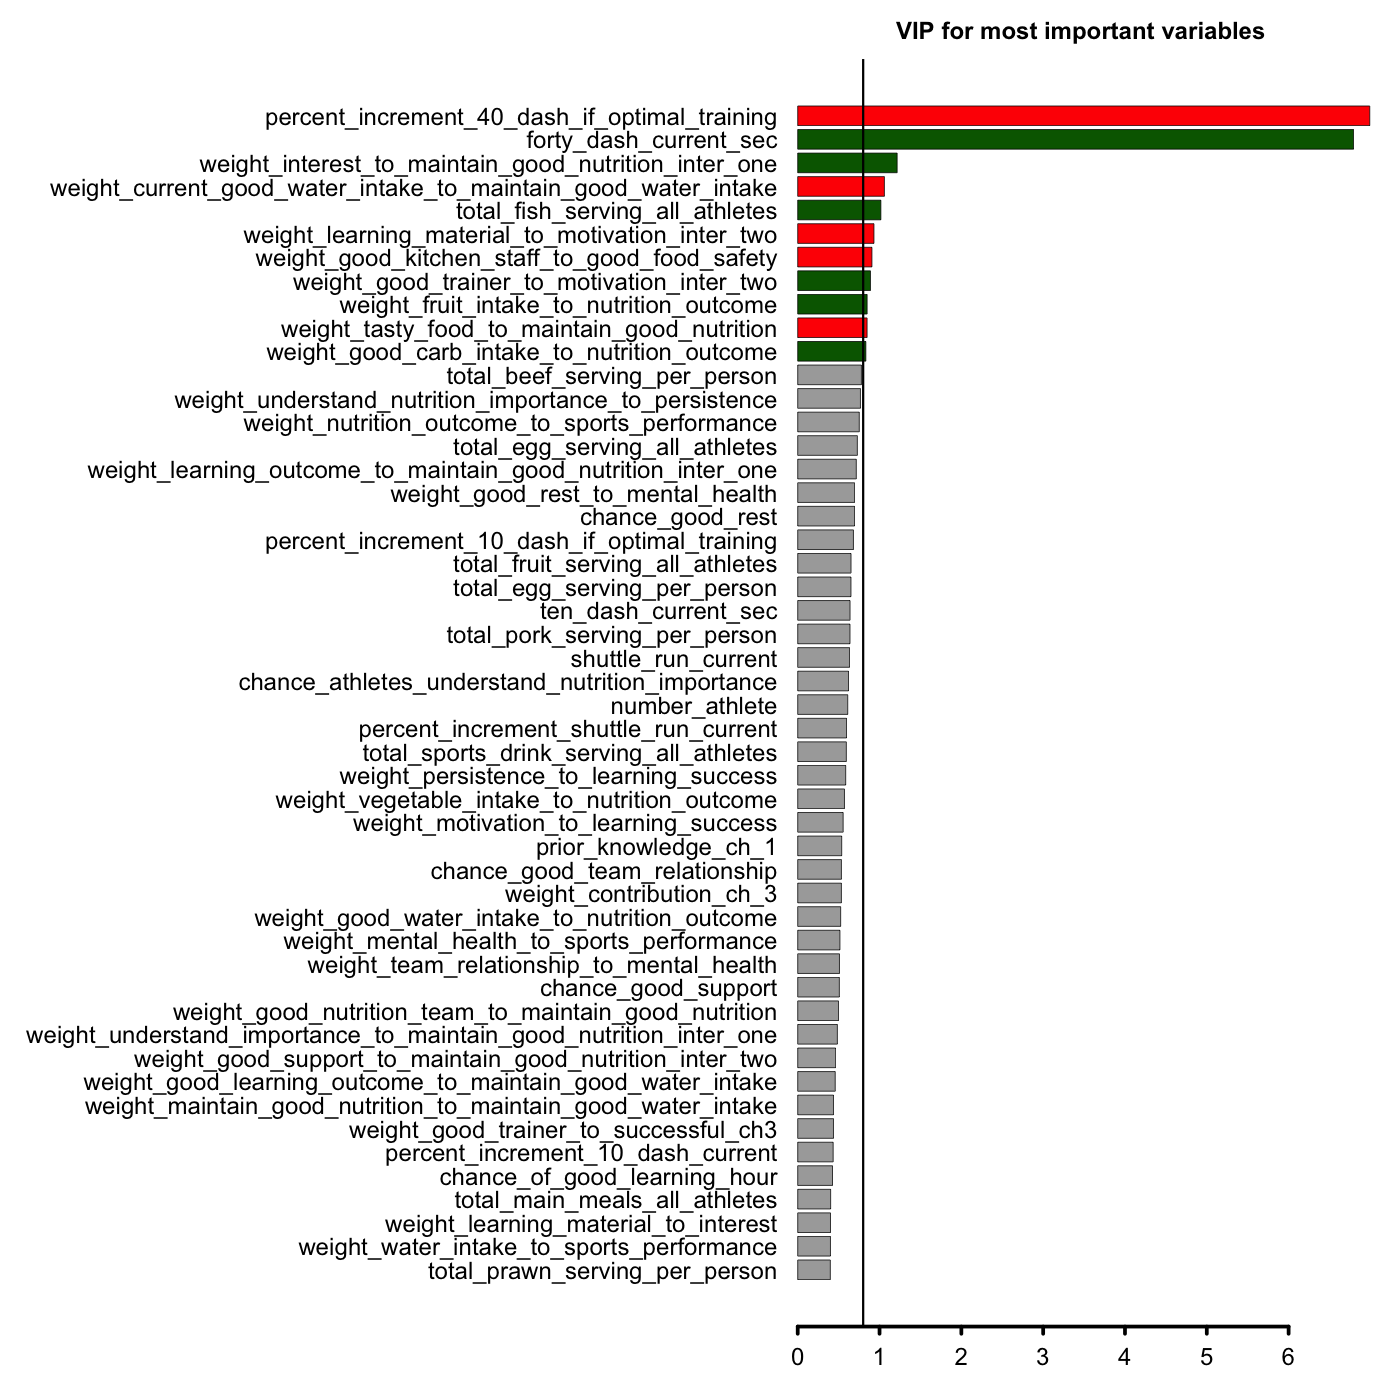 VIP for most important variables
percent_increment_40_dash_if_optimal_training
forty_dash_current_sec
weight_interest_to_maintain_good_nutrition_inter_one
weight_current_good_water_intake_to_maintain_good_water_intake
total_fish_serving_all_athletes
weight_learning_material_to_motivation_inter_two
weight_good_kitchen_staff_to_good_food_safety
weight_good_trainer_to_motivation_inter_two
weight_fruit_intake_to_nutrition_outcome
weight_tasty_food_to_maintain_good_nutrition
weight_good_carb_intake_to_nutrition_outcome
total_beef_serving_per_person
weight_understand_nutrition_importance_to_persistence
weight_nutrition_outcome_to_sports_performance
total_egg_serving_all_athletes
weight_learning_outcome_to_maintain_good_nutrition_inter_one
weight_good_rest_to_mental_health
chance_good_rest
percent_increment_10_dash_if_optimal_training
total_fruit_serving_all_athletes
total_egg_serving_per_person
ten_dash_current_sec
total_pork_serving_per_person
shuttle_run_current
chance_athletes_understand_nutrition_importance
number_athlete
percent_increment_shuttle_run_current
total_sports_drink_serving_all_athletes
weight_persistence_to_learning_success
weight_vegetable_intake_to_nutrition_outcome
weight_motivation_to_learning_success
prior_knowledge_ch_1
chance_good_team_relationship
weight_contribution_ch_3
weight_good_water_intake_to_nutrition_outcome
weight_mental_health_to_sports_performance
weight_team_relationship_to_mental_health
chance_good_support
weight_good_nutrition_team_to_maintain_good_nutrition
weight_understand_importance_to_maintain_good_nutrition_inter_one
weight_good_support_to_maintain_good_nutrition_inter_two
weight_good_learning_outcome_to_maintain_good_water_intake
weight_maintain_good_nutrition_to_maintain_good_water_intake
weight_good_trainer_to_successful_ch3
percent_increment_10_dash_current
chance_of_good_learning_hour
total_main_meals_all_athletes
weight_learning_material_to_interest
weight_water_intake_to_sports_performance
total_prawn_serving_per_person
0 1 2 3 4 5 6